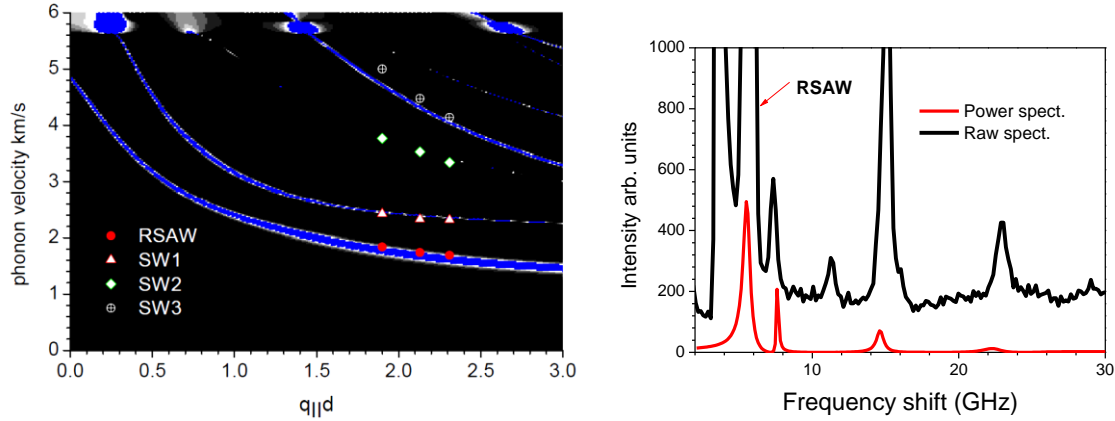 6
5
4
3
2
1
0
phonon velocity km/s
RSAW
SW1
SW2
SW3
0.0 0.5 1.0 1.5 2.0 2.5 3.0
b||p
1000
800
600
400
200
0
Intensity arb. units
RSAW
Power spect.
Raw spect.
10 20 30
Frequency shift (GHz)